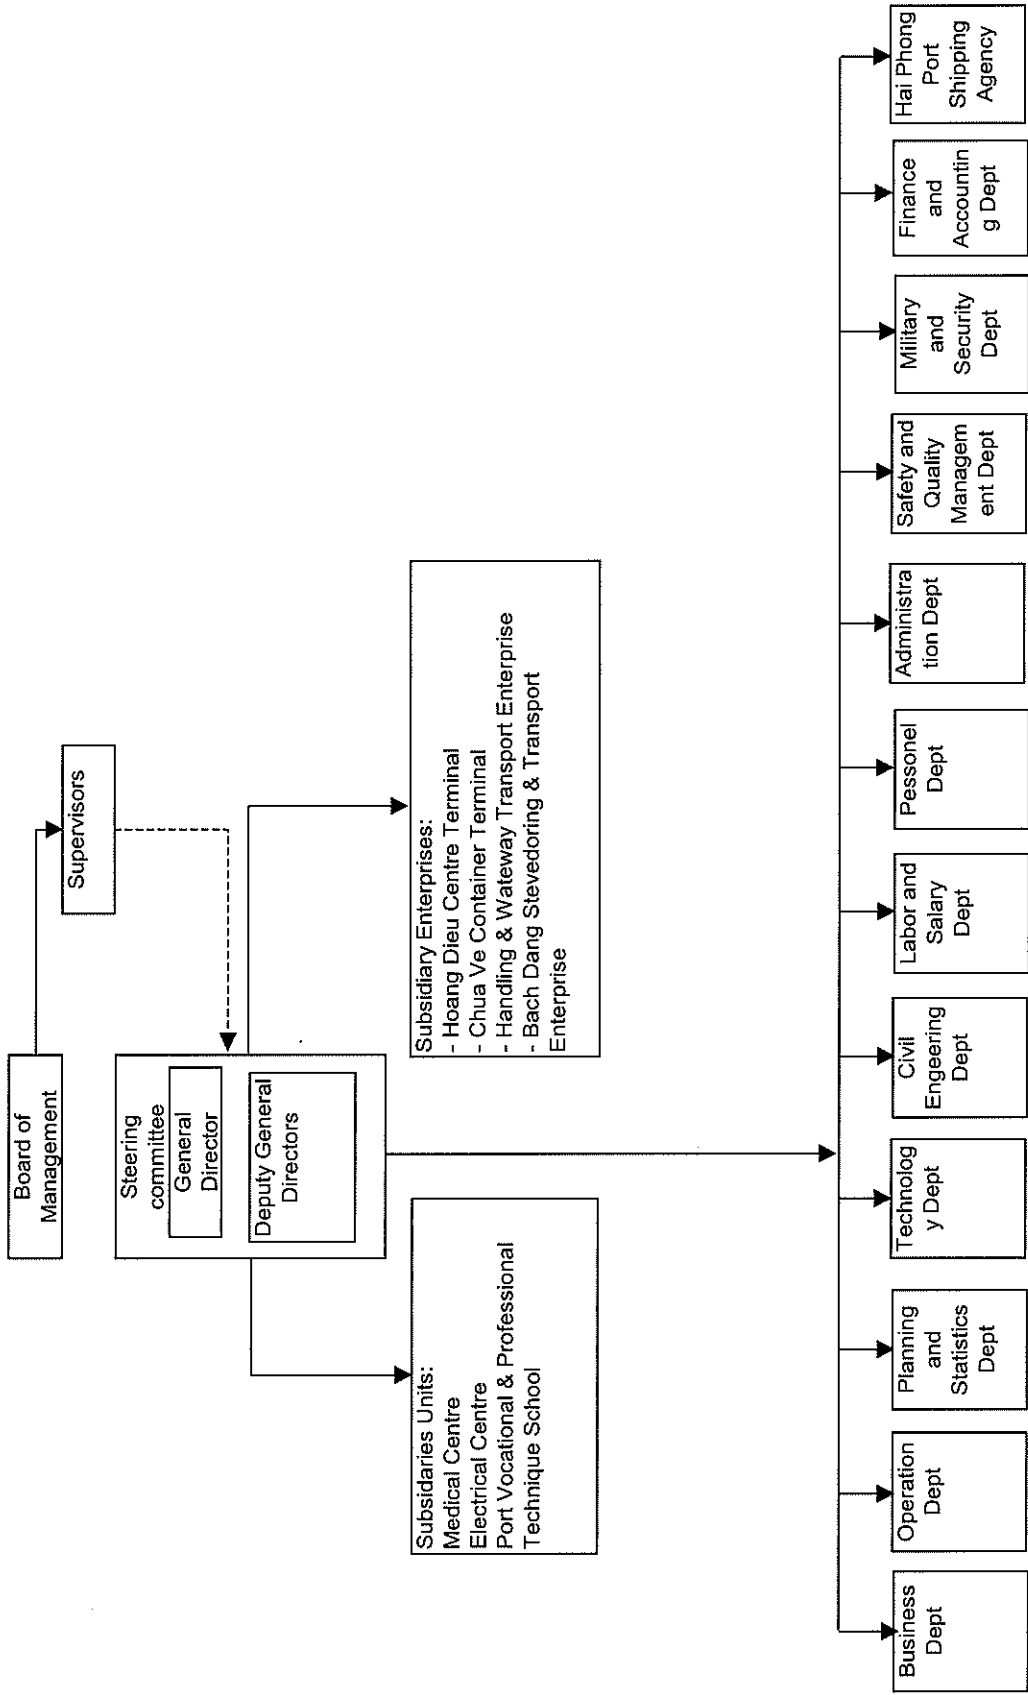 Board of
Management
Supervisors
Steering
committee
General
Director
Deputy General
Directors
Subsidaries Units:
Medical Centre
Electrical Centre
Port Vocational & Professional
Technique School
Subsidiary Enterprises:
- Hoang Dieu Centre Terminal
- Chua Ve Container Terminal
- Handling & Wateway Transport Enterprise
- Bach Dang Stevedoring & Transport
Enterprise
Business
Dept
Operation
Dept
Planning
and
Statistics
Dept
Technolog
y Dept
Civil
Engeering
Dept
Labor and
Salary
Dept
Pessonel
Dept
Administra
tion Dept
Safety and
Quality
Managem
ent Dept
Military
and
Security
Dept
Finance
and
Accountin
g Dept
Hai Phong
Port
Shipping
Agency